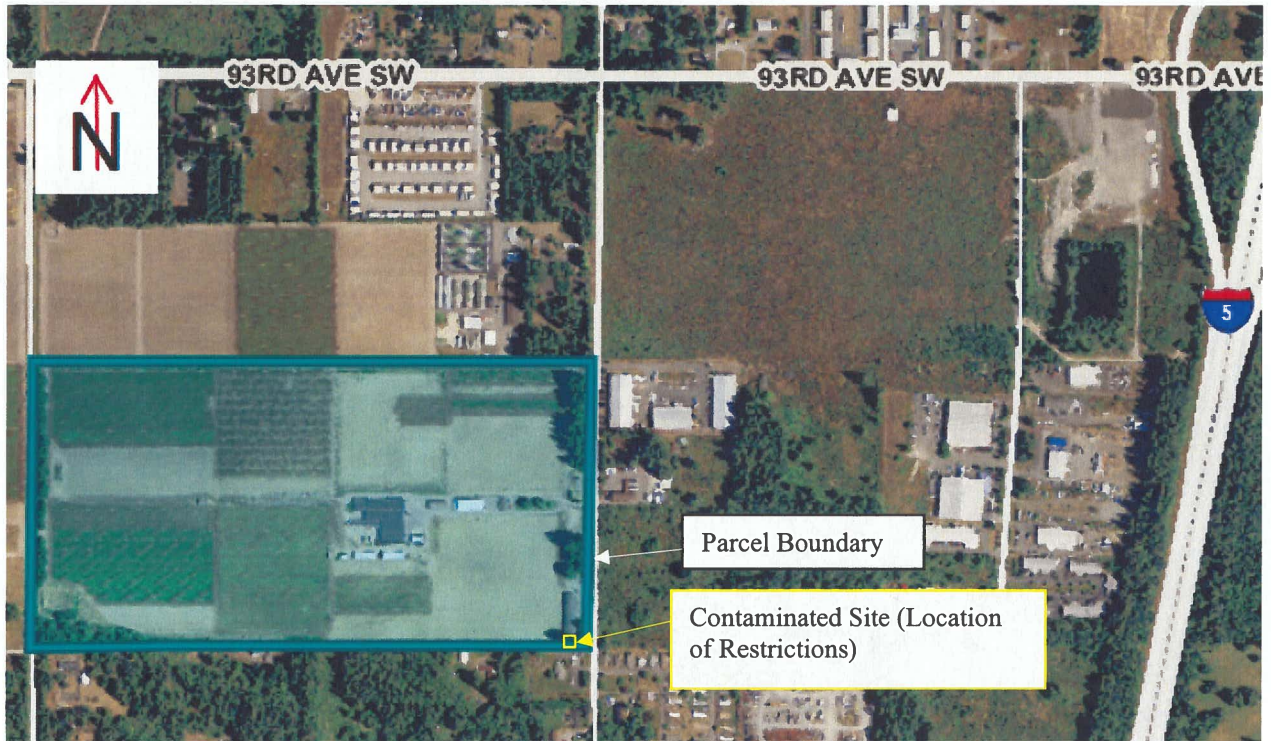 93RD AVE SW
93RD AVE SW
93RD AVE
N
5
Parcel Boundary
Contaminated Site (Location
of Restrictions)